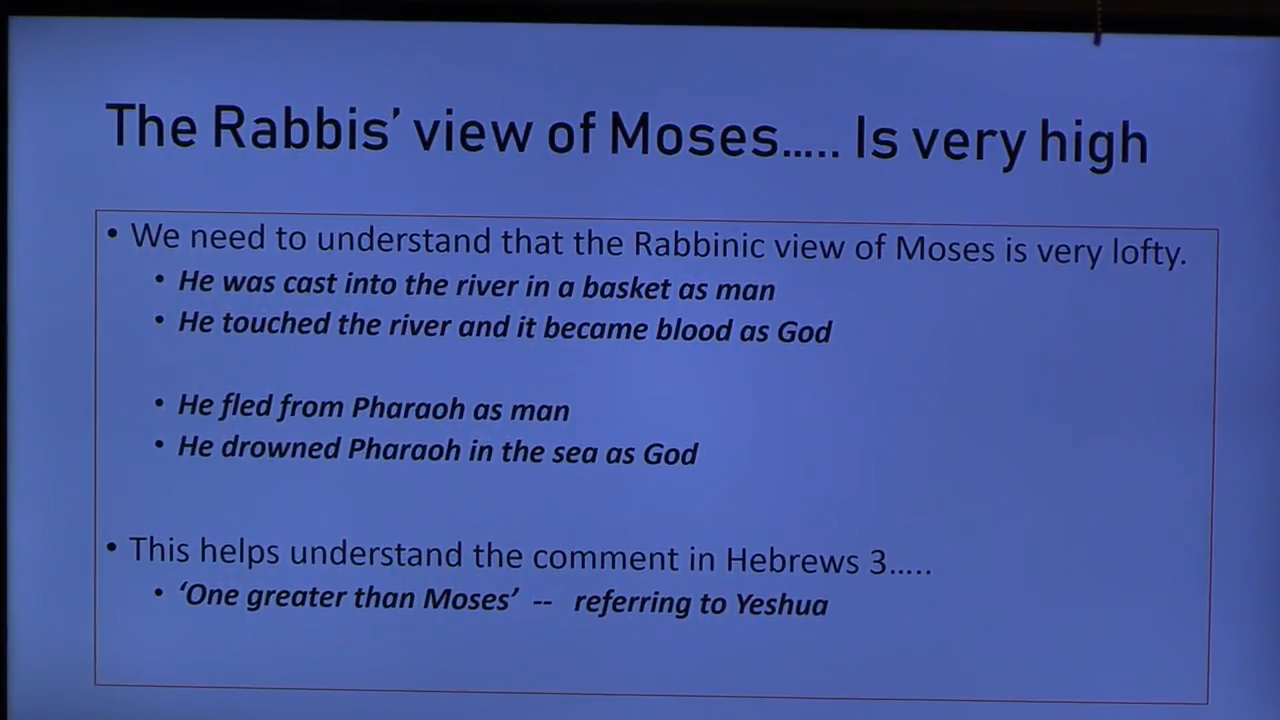 The Rabbis’ view of Moses..... Is very high
• We need to understand that the Rabbinic view of Moses is very lofty.
• He was cast into the river in a basket as man
• He touched the river and it became blood as God
• He fled from Pharaoh as man
• He drowned Pharaoh in the sea as God
• This helps understand the comment in Hebrews 3.....
• ‘One greater than Moses’ -- referring to Yeshua